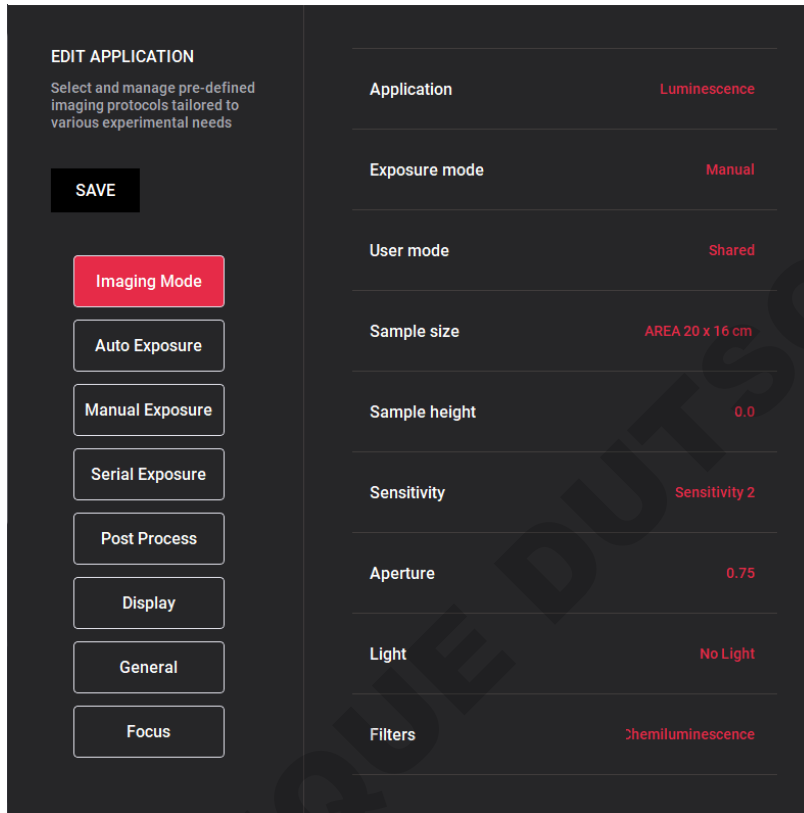 EDIT APPLICATION
Select and manage pre-defined
imaging protocols tailored to
various experimental needs
SAVE
Imaging Mode
Auto Exposure
Manual Exposure
Serial Exposure
Post Process
Display
General
Focus
Application Luminescence
Exposure mode Manual
User mode Shared
Sample size AREA 20 x 16 cm
Sample height 0.0
Sensitivity Sensitivity 2
Aperture 0.75
Light No Light
Filters Chemiluminescence
QUE DUTSC